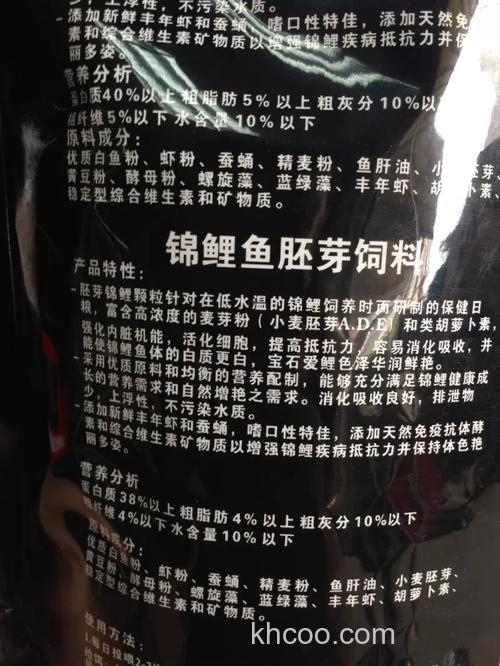 少，上浮性，不污染水质。
-添加新鲜丰年虾和蚕蛹，嗜口性特佳，添加天然免
素和综合维生素矿物质以增强锦鲤疾病抵抗力并保
丽多姿。
营养分析
蛋白质40%以上粗脂肪5%以上粗灰分10%以
粗纤维5%以下水含量10%以下
原料成分：
优质白鱼粉、虾粉、蚕蛹、精麦粉、鱼肝油、小麦胚芽、
黄豆粉、酵母粉、螺旋藻、蓝绿藻、丰年虾、胡萝卜素、
稳定型综合维生素和矿物质。
锦鲤鱼胚芽饲料
产品特性：
-胚芽锦鲤颗粒针对在低水温的锦鲤饲养时而研制的保健日
粮，富含高浓度的麦芽粉（小麦胚芽A.D.E）和类胡萝卜素，
强化内脏机能，活化细胞，提高抵抗力，容易消化吸收，并
能使锦鲤鱼体的白质更白，宝石爱鲤色泽华润鲜艳。
-采用优质原料和均衡的营养配制，能够充分满足锦鲤健康成
长的营养需求和自然增艳之需求。消化吸收良好，排泄物
少，上浮性，不污染水质。
-添加新鲜丰年虾和蚕蛹，嗜口性特佳，添加天然免疫抗体酵
素和综合维生素矿物质以增强锦鲤疾病抵抗力并保持体色艳
丽多姿。
营养分析
蛋白质38%以上粗脂肪4%以上粗灰分10%以下
粗纤维4%以下水含量10%以下
原料成分：
优质白鱼粉、虾粉、蚕蛹、精麦粉、鱼肝油、小麦胚芽、
黄豆粉、酵母粉、螺旋藻、蓝绿藻、丰年虾、胡萝卜素、
稳定型综合维生素和矿物质。
使用方法：
1.每日投喂2-3
khcoo.com